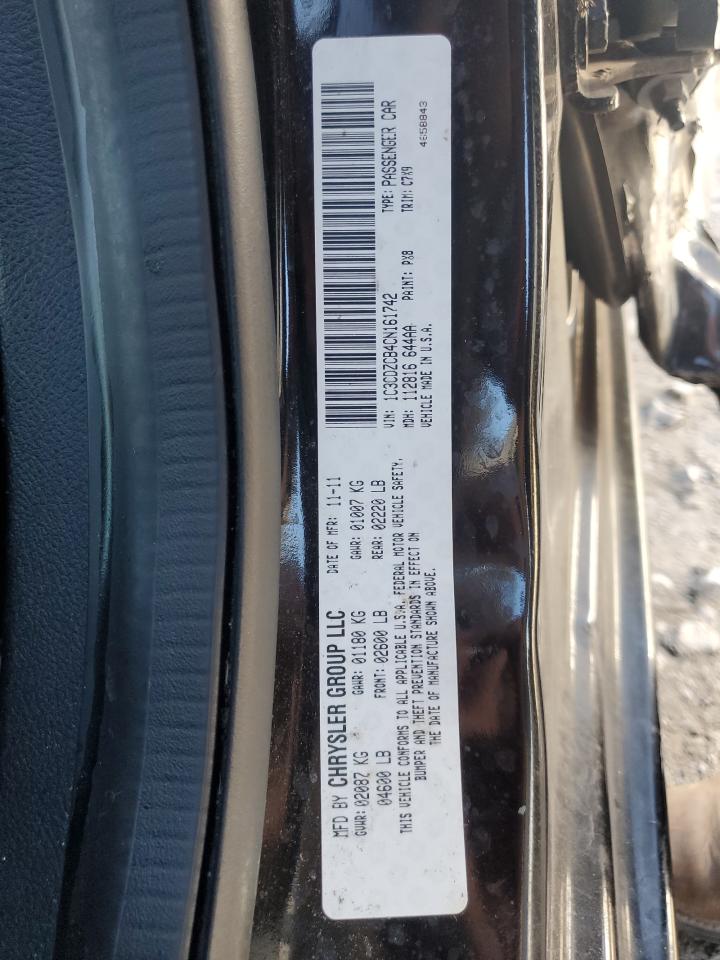 MFD BY CHRYSLER GROUP LLC DATE OF MFR: 11-11
GVWR: 02087 KG GAWR: 01180 KG GAWR: 01007 KG
04600 LB FRONT: 02600 LB REAR: 02220 LB
THIS VEHICLE CONFORMS TO ALL APPLICABLE U.S.A. FEDERAL MOTOR VEHICLE SAFETY,
BUMPER AND THEFT PREVENTION STANDARDS IN EFFECT ON
THE DATE OF MANUFACTURE SHOWN ABOVE.
VIN: 1C3CDZCB4CN161742 TYPE: PASSENGER CAR
MDH: 112816 644AA PAINT: PX8 TRIM: C7X9
VEHICLE MADE IN U.S.A. 4658843